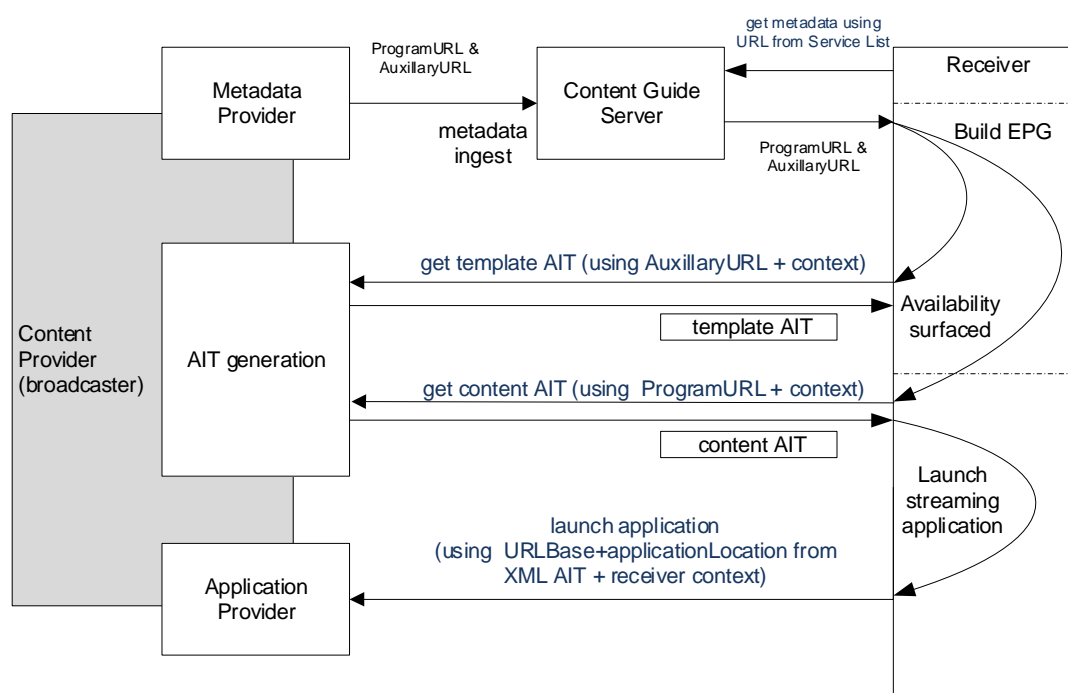 get metadata using
URL from Service List
ProgramURL &
AuxillaryURL
Receiver
Metadata
Provider
Content Guide
Server
metadata
ingest
Build EPG
ProgramURL &
AuxillaryURL
get template AIT (using AuxillaryURL + context)
template AIT
Availability
surfaced
Content
Provider
(broadcaster)
AIT generation
get content AIT (using ProgramURL + context)
content AIT
Launch
streaming
application
launch application
(using URLBase+applicationLocation from
XML AIT + receiver context)
Application
Provider